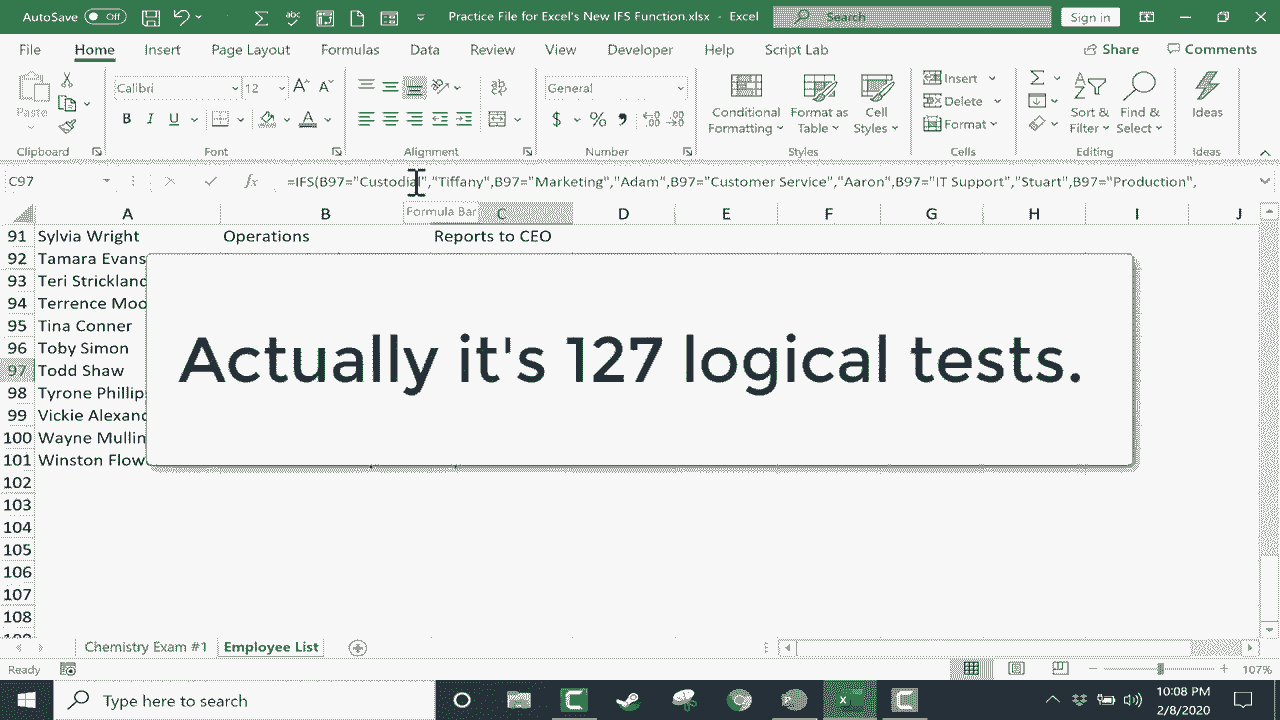 AutoSave Off Practice File for Excel's New IFS Function.xlsx - Excel Search Sign in
File Home Insert Page Layout Formulas Data Review View Developer Help Script Lab Share Comments
Paste Calibri 12 General Conditional Formatting Format as Table Cell Styles Insert Delete Format Sort & Filter Find & Select Ideas
Clipboard Font Alignment Number Styles Cells Editing Ideas
C97 fx =IFS(B97="Custodial","Tiffany",B97="Marketing","Adam",B97="Customer Service","Aaron",B97="IT Support","Stuart",B97="Production",
Formula Bar
A B C D E F G H I J
91 Sylvia Wright Operations Reports to CEO
92 Tamara Evans
93 Teri Strickland
94 Terrence Moo
95 Tina Conner
96 Toby Simon
97 Todd Shaw
98 Tyrone Phillip
99 Vickie Alexan
100 Wayne Mullin
101 Winston Flow
Actually it's 127 logical tests.
102
103
104
105
106
107
108
Chemistry Exam #1 Employee List
Ready 107%
Type here to search 10:08 PM
2/8/2020